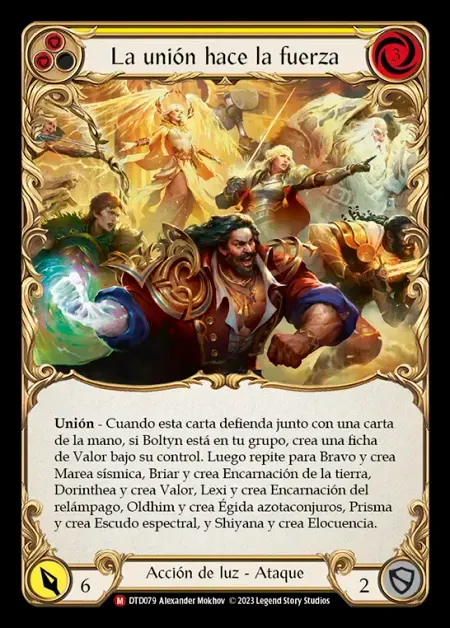 La unión hace la fuerza
3
Unión - Cuando esta carta defienda junto con una carta
de la mano, si Boltyn está en tu grupo, crea una ficha
de Valor bajo su control. Luego repite para Bravo y crea
Marea sísmica, Briar y crea Encarnación de la tierra,
Dorinthea y crea Valor, Lexi y crea Encarnación del
relámpago, Oldhim y crea Égida azotaconjuros, Prisma
y crea Escudo espectral, y Shiyana y crea Elocuencia.
6
Acción de luz - Ataque
2
M DTD079 Alexander Mokhov © 2023 Legend Story Studios